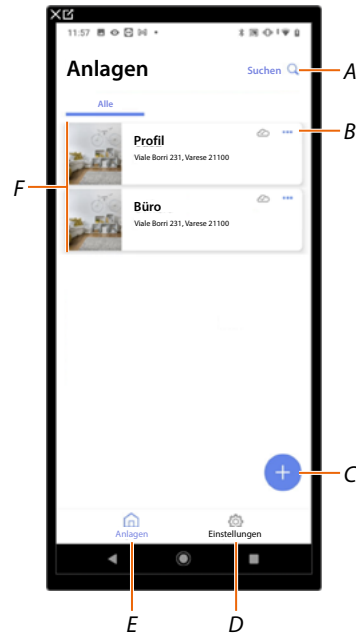 11:57
Anlagen
Suchen
A
Alle
Profil
B
Viale Borri 231, Varese 21100
F
Büro
Viale Borri 231, Varese 21100
C
Anlagen
Einstellungen
E
D